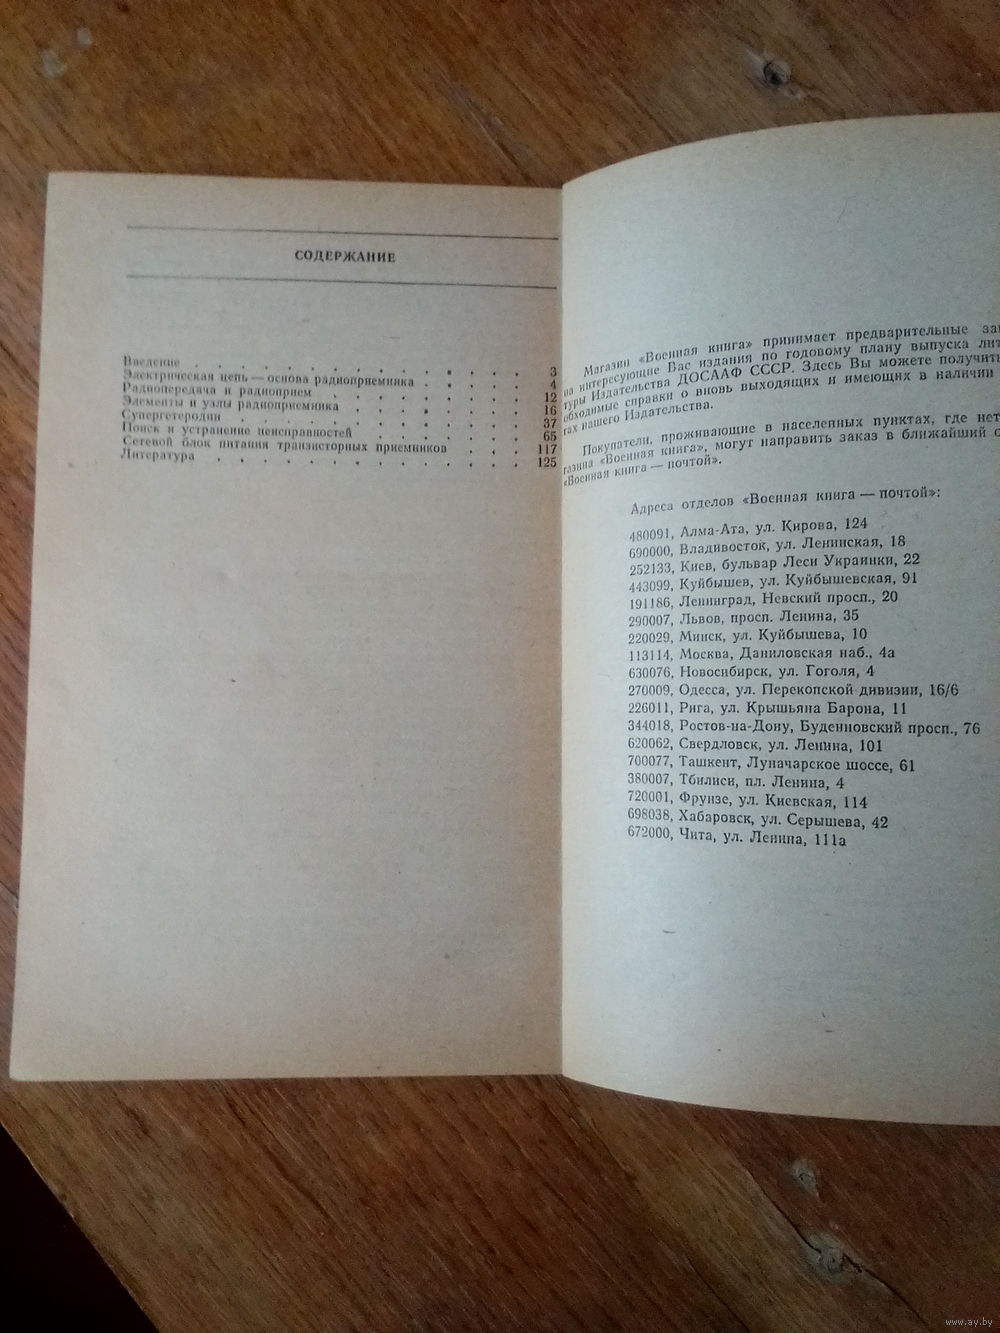 СОДЕРЖАНИЕ
Введение . . . . . . . . . . . 3
Электрическая цепь — основа радиоприемника . . . . . 4
Радиопередача и радиоприем . . . . . . . 12
Элементы и узлы радиоприемника . . . . . . 16
Супергетеродин . . . . . . . . . . 37
Поиск и устранение неисправностей . . . . . . 65
Сетевой блок питания транзисторных приемников . . . 117
Литература . . . . . . . . . . 125
Магазин «Военная книга» принимает предварительные
на интересующие Вас издания по годовому плану выпуска
туры Издательства ДОСААФ СССР. Здесь Вы можете получить
обходимые справки о вновь выходящих и имеющих в наличии
гах нашего Издательства.
Покупатели, проживающие в населенных пунктах, где нет
газина «Военная книга», могут направить заказ в ближайший
«Военная книга — почтой».
Адреса отделов «Военная книга — почтой»:
480091, Алма-Ата, ул. Кирова, 124
690000, Владивосток, ул. Ленинская, 18
252133, Киев, бульвар Леси Украинки, 22
443099, Куйбышев, ул. Куйбышевская, 91
191186, Ленинград, Невский просп., 20
290007, Львов, просп. Ленина, 35
220029, Минск, ул. Куйбышева, 10
113114, Москва, Даниловская наб., 4а
630076, Новосибирск, ул. Гоголя, 4
270009, Одесса, ул. Перекопской дивизии, 16/6
226011, Рига, ул. Крышьяна Барона, 11
344018, Ростов-на-Дону, Буденновский просп., 76
620062, Свердловск, ул. Ленина, 101
700077, Ташкент, Луначарское шоссе, 61
380007, Тбилиси, пл. Ленина, 4
720001, Фрунзе, ул. Киевская, 114
698038, Хабаровск, ул. Серышева, 42
672000, Чита, ул. Ленина, 111а
www.ay.by